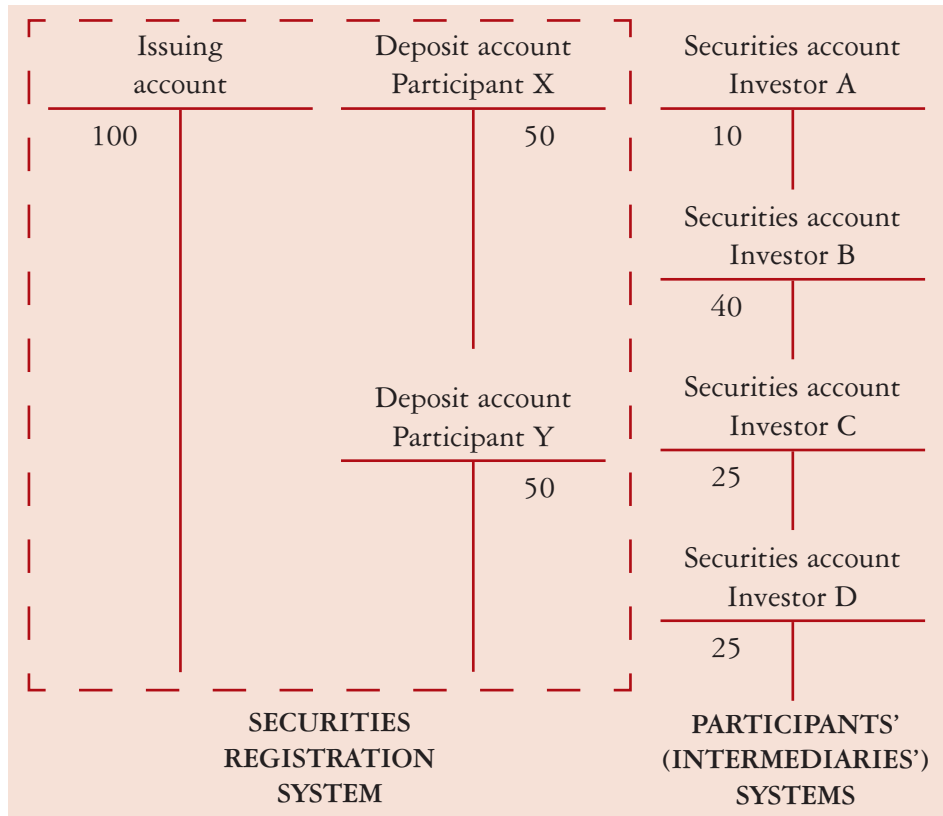 Issuing
account
100
Deposit account
Participant X
50
Deposit account
Participant Y
50
SECURITIES
REGISTRATION
SYSTEM
Securities account
Investor A
10
Securities account
Investor B
40
Securities account
Investor C
25
Securities account
Investor D
25
PARTICIPANTS'
(INTERMEDIARIES')
SYSTEMS